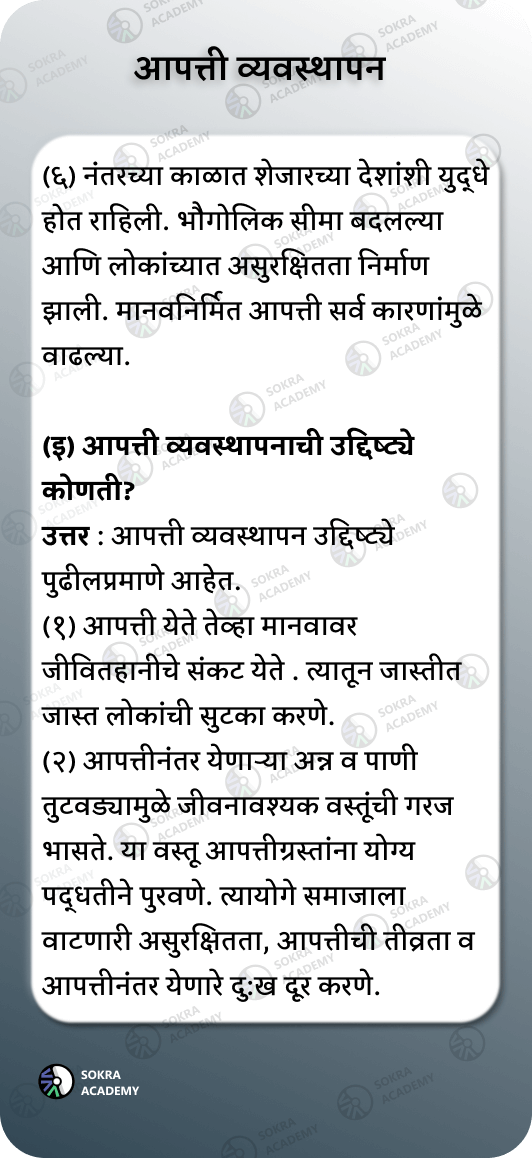 आपत्ती व्यवस्थापन
(६) नंतरच्या काळात शेजारच्या देशांशी युद्धे
होत राहिली. भौगोलिक सीमा बदलल्या
आणि लोकांच्यात असुरक्षितता निर्माण
झाली. मानवनिर्मित आपत्ती सर्व कारणांमुळे
वाढल्या.
(इ) आपत्ती व्यवस्थापनाची उद्दिष्ट्ये
कोणती?
उत्तर : आपत्ती व्यवस्थापन उद्दिष्ट्ये
पुढीलप्रमाणे आहेत.
(१) आपत्ती येते तेव्हा मानवावर
जीवितहानीचे संकट येते . त्यातून जास्तीत
जास्त लोकांची सुटका करणे.
(२) आपत्तीनंतर येणाऱ्या अन्न व पाणी
तुटवड्यामुळे जीवनावश्यक वस्तूंची गरज
भासते. या वस्तू आपत्तीग्रस्तांना योग्य
पद्धतीने पुरवणे. त्यायोगे समाजाला
वाटणारी असुरक्षितता, आपत्तीची तीव्रता व
आपत्तीनंतर येणारे दु:ख दूर करणे.
SOKRA
ACADEMY